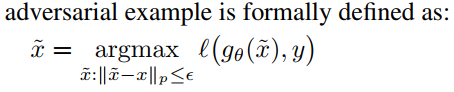 adversarial example is formally defined as:
x̃ = argmax ℓ(g_θ(x̃), y)
x̃:‖x̃−x‖_p≤ϵ